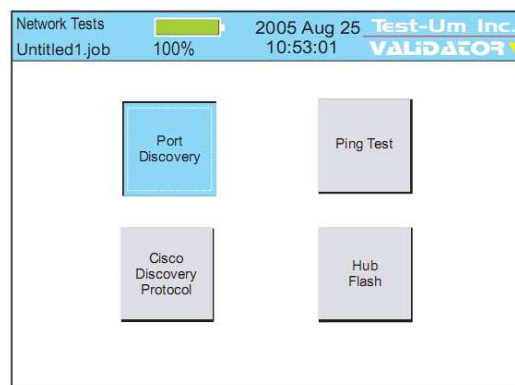 Network Tests
Untitled1.job
100%
2005 Aug 25
10:53:01
Test-Um Inc.
VALiDATOR
Port
Discovery
Ping Test
Cisco
Discovery
Protocol
Hub
Flash